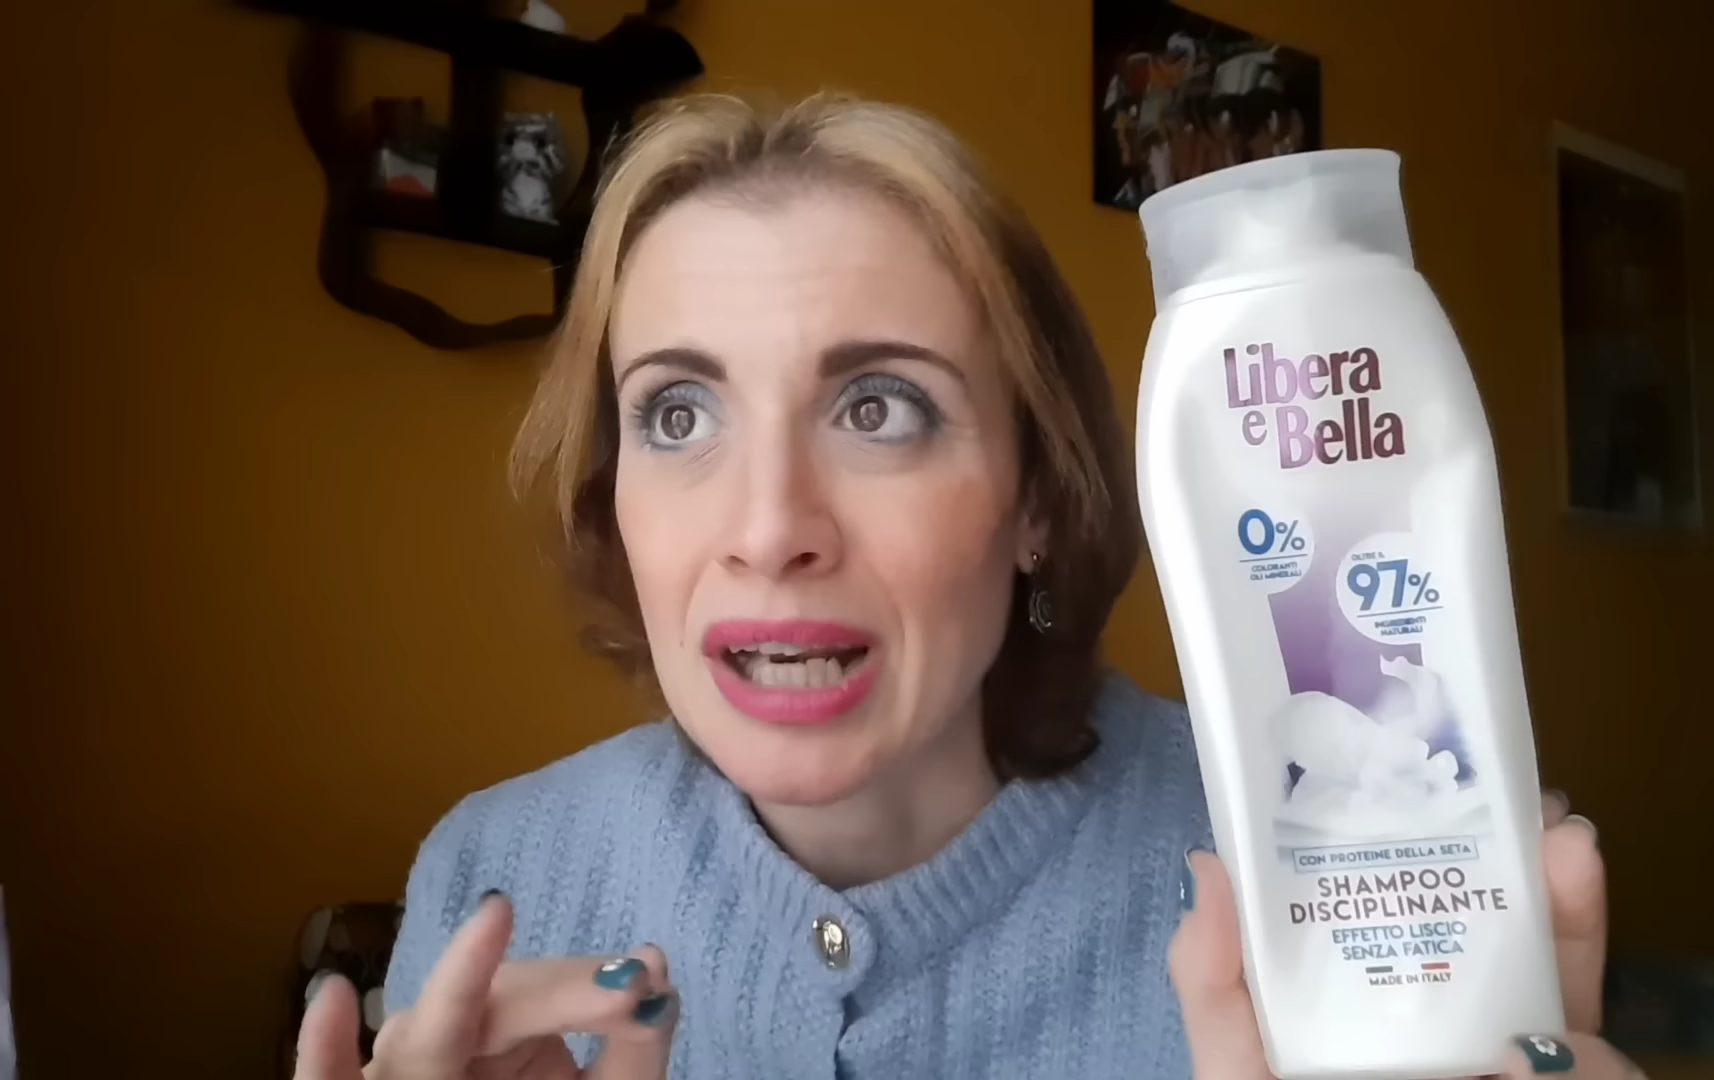 Libera
e Bella
0%
COLORANTI
OLI MINERALI
OLTRE IL
97%
INGREDIENTI
NATURALI
CON PROTEINE DELLA SETA
SHAMPOO
DISCIPLINANTE
EFFETTO LISCIO
SENZA FATICA
MADE IN ITALY